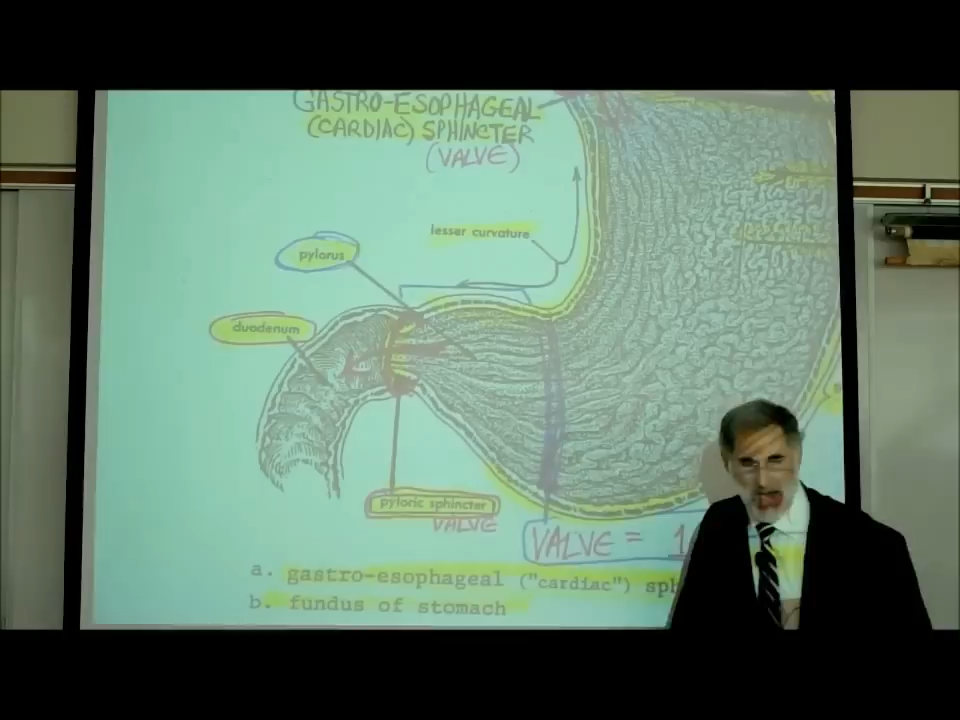 GASTRO-ESOPHAGEAL
(CARDIAC) SPHINCTER
(VALVE)
lesser curvature
pylorus
duodenum
pyloric sphincter
VALVE
VALVE =
a. gastro-esophageal ("cardiac") sph
b. fundus of stomach